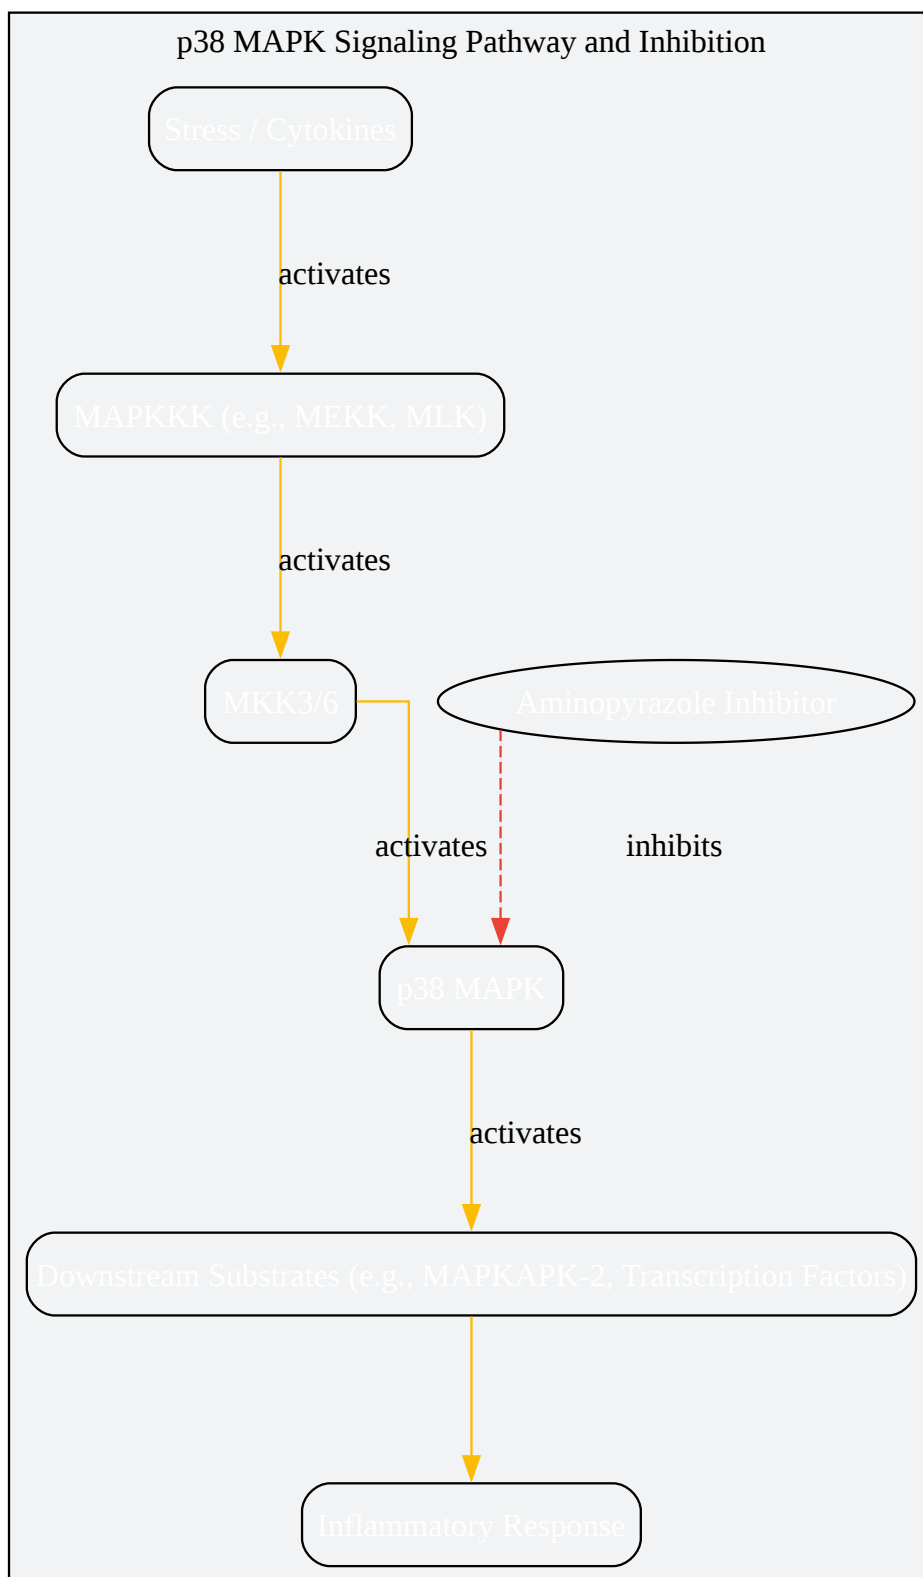 p38 MAPK Signaling Pathway and Inhibition
Stress / Cytokines
activates
MAPKKK (e.g., MEKK, MLK)
activates
MKK3/6
Aminopyrazole Inhibitor
activates
inhibits
p38 MAPK
activates
Downstream Substrates (e.g., MAPKAPK-2, Transcription Factors)
Inflammatory Response